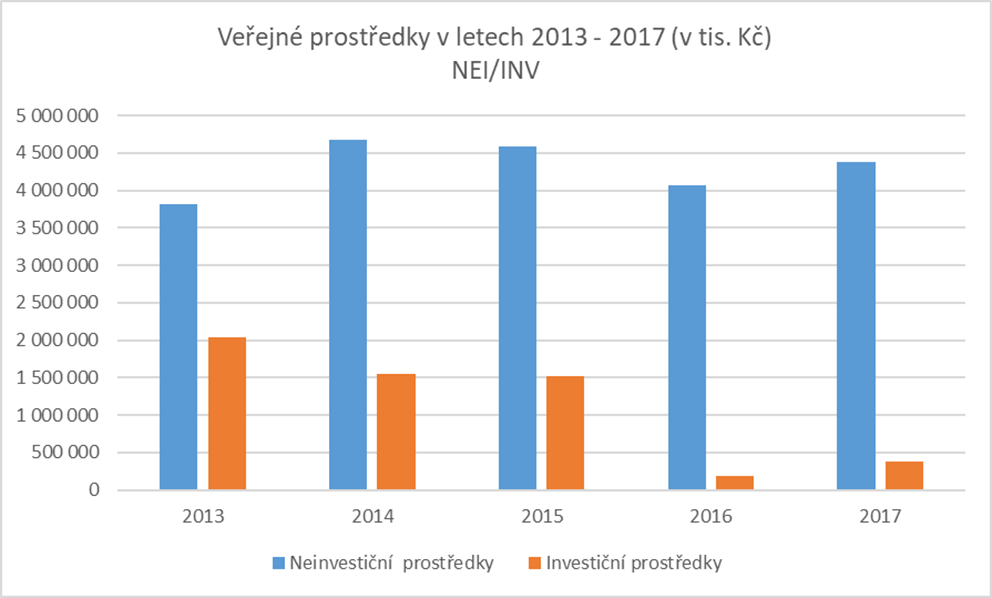 Veřejné prostředky v letech 2013 - 2017 (v tis. Kč)
NEI/INV
5 000 000
4 500 000
4 000 000
3 500 000
3 000 000
2 500 000
2 000 000
1 500 000
1 000 000
500 000
0
2013 2014 2015 2016 2017
Neinvestiční  prostředky Investiční prostředky